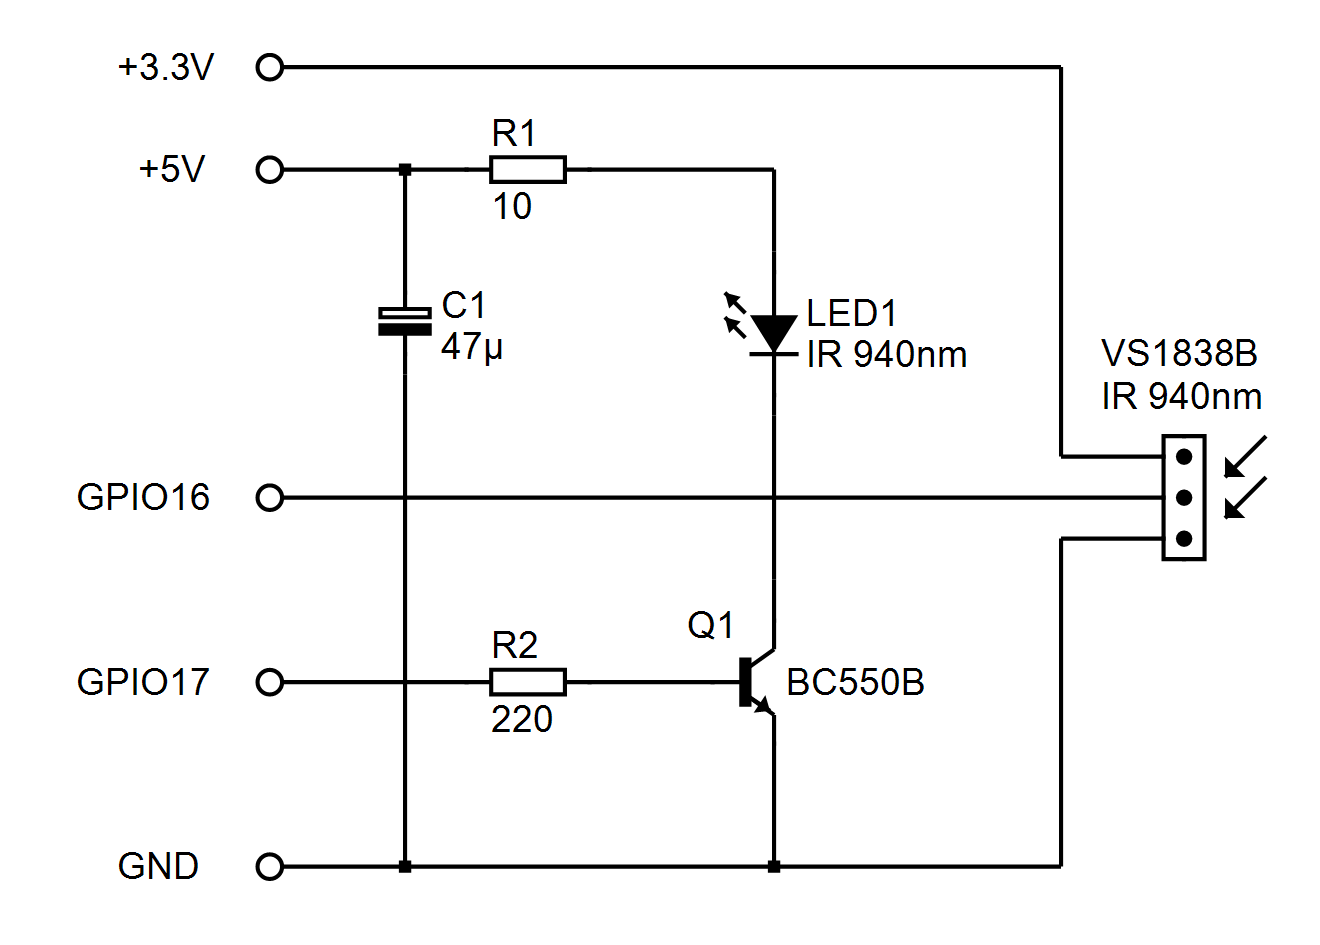 +3.3V
R1
+5V
10
C1
47µ
LED1
IR 940nm
VS1838B
IR 940nm
GPIO16
Q1
R2
GPIO17
BC550B
220
GND